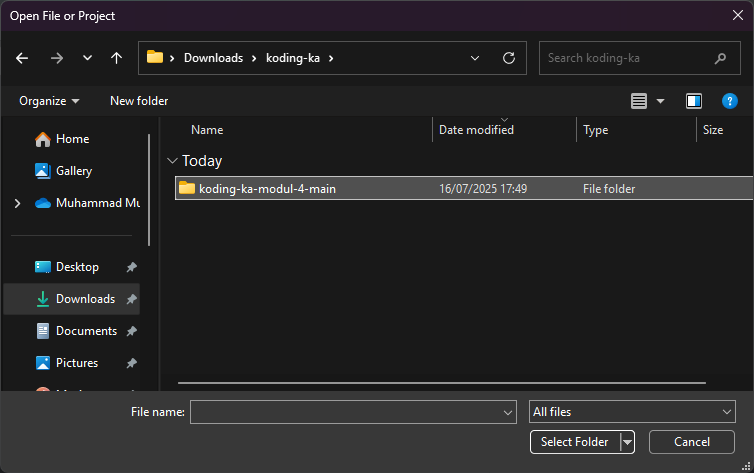 Open File or Project
Downloads
koding-ka
Search koding-ka
Organize
New folder
Home
Gallery
Muhammad Mu
Desktop
Downloads
Documents
Pictures
Name
Date modified
Type
Size
Today
koding-ka-modul-4-main
16/07/2025 17:49
File folder
File name:
All files
Select Folder
Cancel